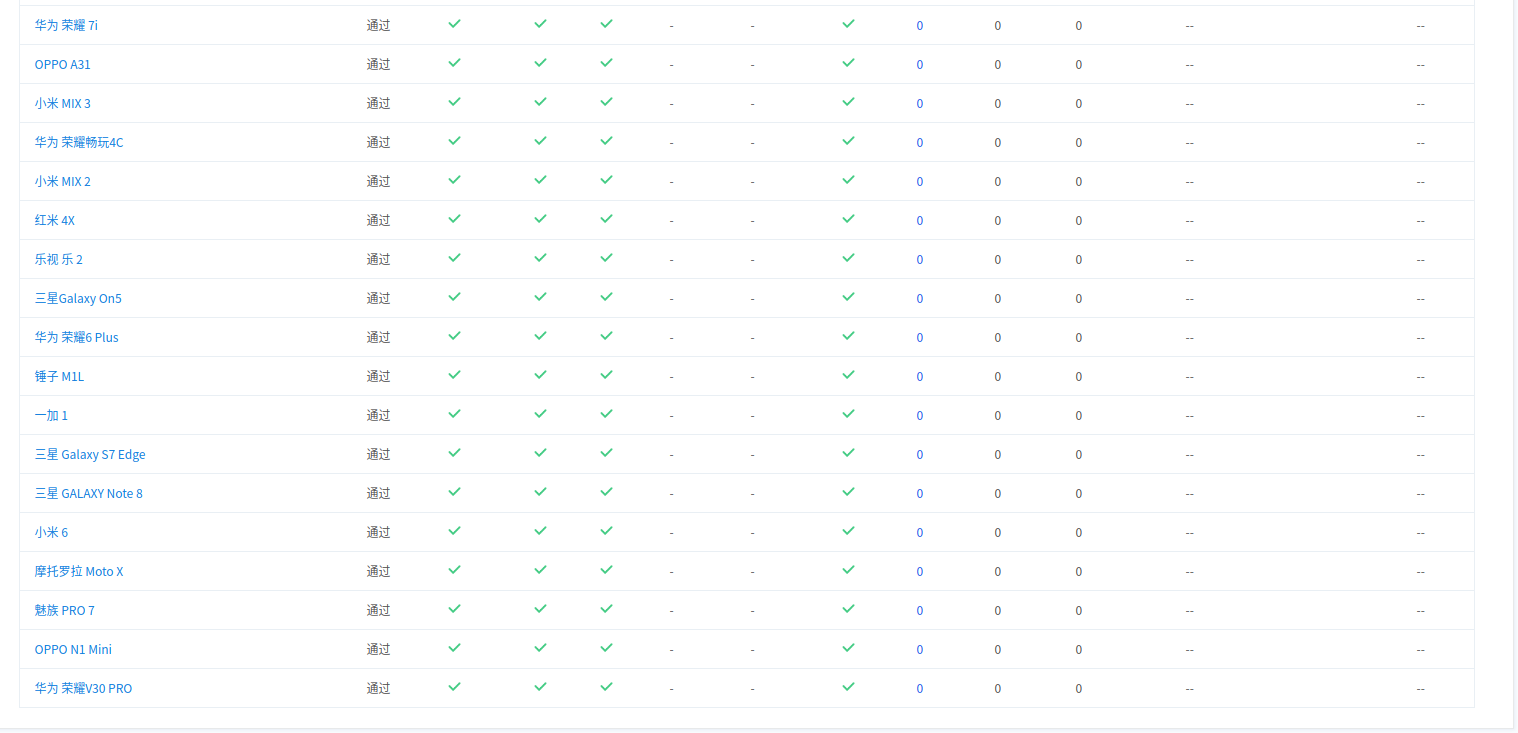 华为 荣耀 7i 通过 - - 0 0 0 -- --
OPPO A31 通过 - - 0 0 0 -- --
小米 MIX 3 通过 - - 0 0 0 -- --
华为 荣耀畅玩4C 通过 - - 0 0 0 -- --
小米 MIX 2 通过 - - 0 0 0 -- --
红米 4X 通过 - - 0 0 0 -- --
乐视 乐 2 通过 - - 0 0 0 -- --
三星Galaxy On5 通过 - - 0 0 0 -- --
华为 荣耀6 Plus 通过 - - 0 0 0 -- --
锤子 M1L 通过 - - 0 0 0 -- --
一加 1 通过 - - 0 0 0 -- --
三星 Galaxy S7 Edge 通过 - - 0 0 0 -- --
三星 GALAXY Note 8 通过 - - 0 0 0 -- --
小米 6 通过 - - 0 0 0 -- --
摩托罗拉 Moto X 通过 - - 0 0 0 -- --
魅族 PRO 7 通过 - - 0 0 0 -- --
OPPO N1 Mini 通过 - - 0 0 0 -- --
华为 荣耀V30 PRO 通过 - - 0 0 0 -- --